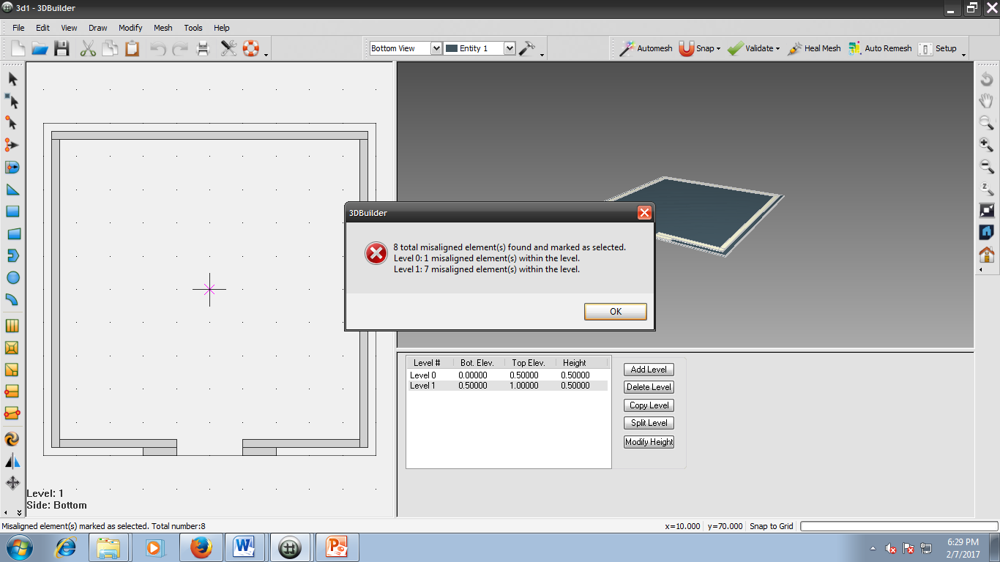 3d1 - 3DBuilder
File Edit View Draw Modify Mesh Tools Help
Bottom View Entity 1 Automesh Snap Validate Heal Mesh Auto Remesh Setup
3DBuilder
8 total misaligned element(s) found and marked as selected.
Level 0: 1 misaligned element(s) within the level.
Level 1: 7 misaligned element(s) within the level.
OK
Level # Bot. Elev. Top Elev. Height
Level 0 0.00000 0.50000 0.50000
Level 1 0.50000 1.00000 0.50000
Add Level
Delete Level
Copy Level
Split Level
Modify Height
Level: 1
Side: Bottom
Misaligned element(s) marked as selected. Total number:8 x=10.000 y=70.000 Snap to Grid
6:29 PM
2/7/2017